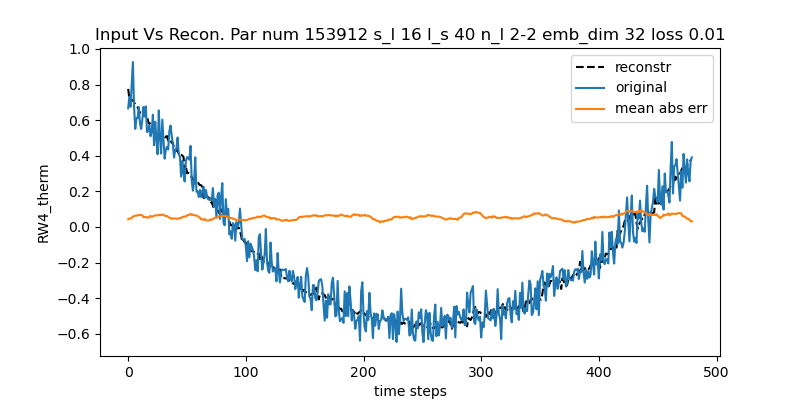 Input Vs Recon. Par num 153912 s_l 16 l_s 40 n_l 2-2 emb_dim 32 loss 0.01
1.0
0.8
0.6
0.4
0.2
0.0
−0.2
−0.4
−0.6
RW4_therm
reconstr
original
mean abs err
0 100 200 300 400 500
time steps